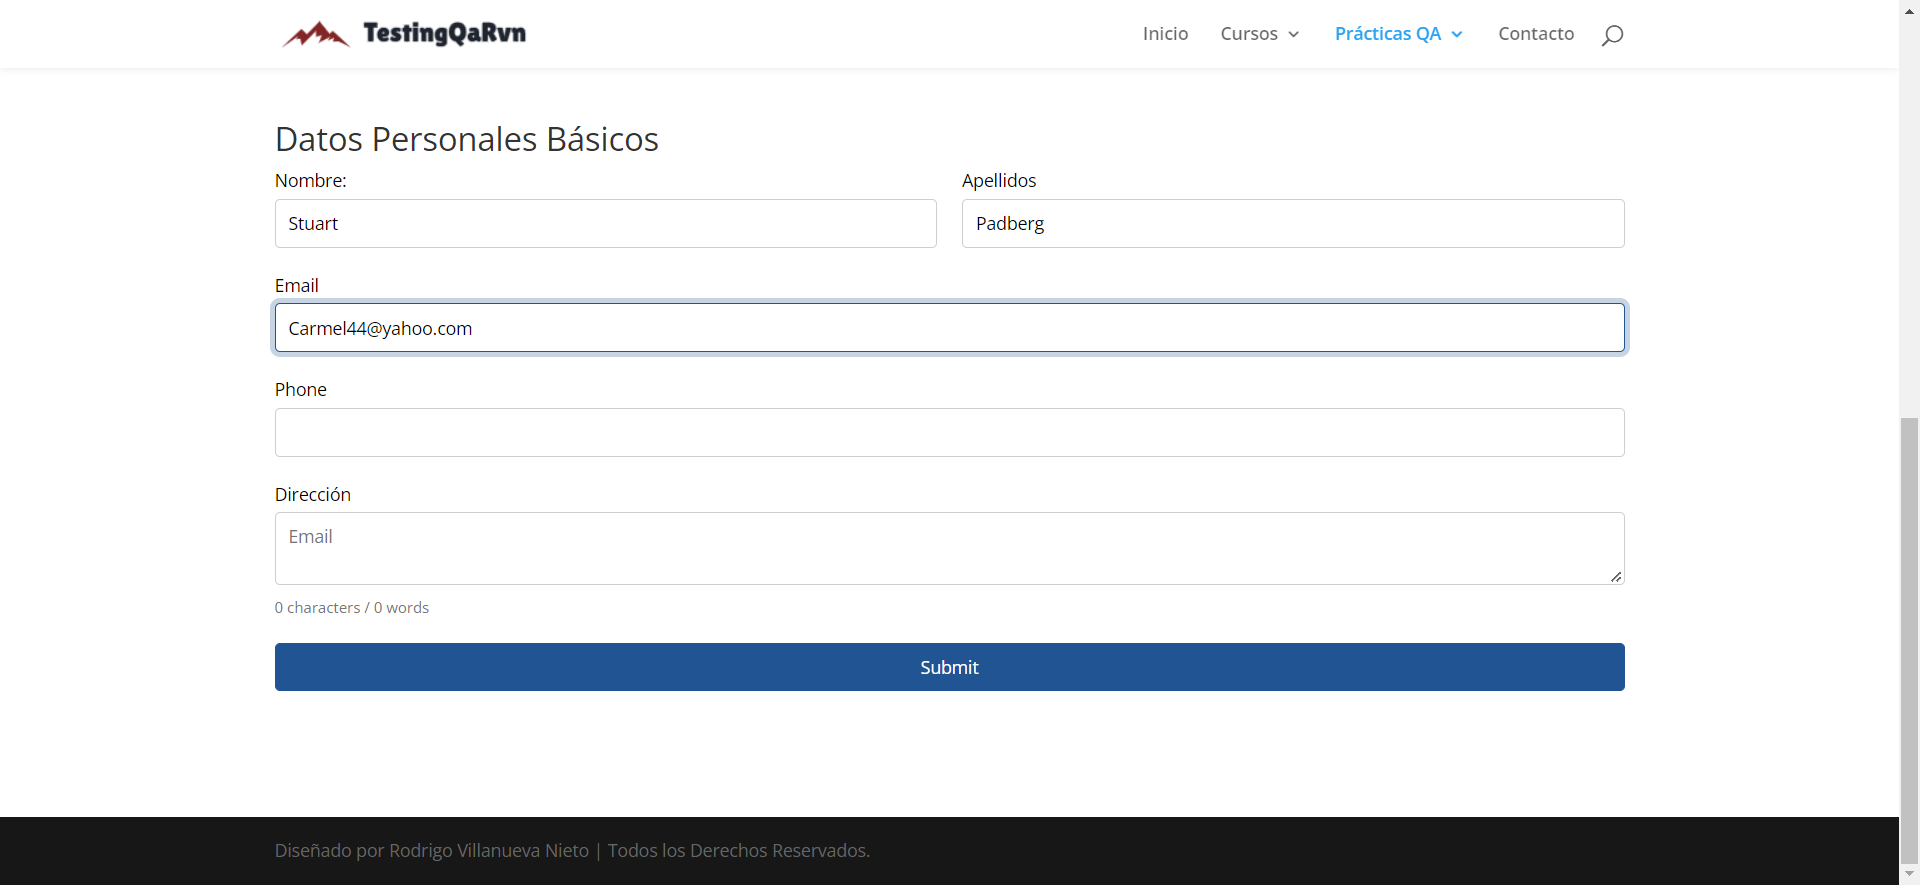 TestingQaRvn
Inicio Cursos Prácticas QA Contacto
Datos Personales Básicos
Nombre: Apellidos
Stuart Padberg
Email
Carmel44@yahoo.com
Phone
Dirección
Email
0 characters / 0 words
Submit
Diseñado por Rodrigo Villanueva Nieto | Todos los Derechos Reservados.